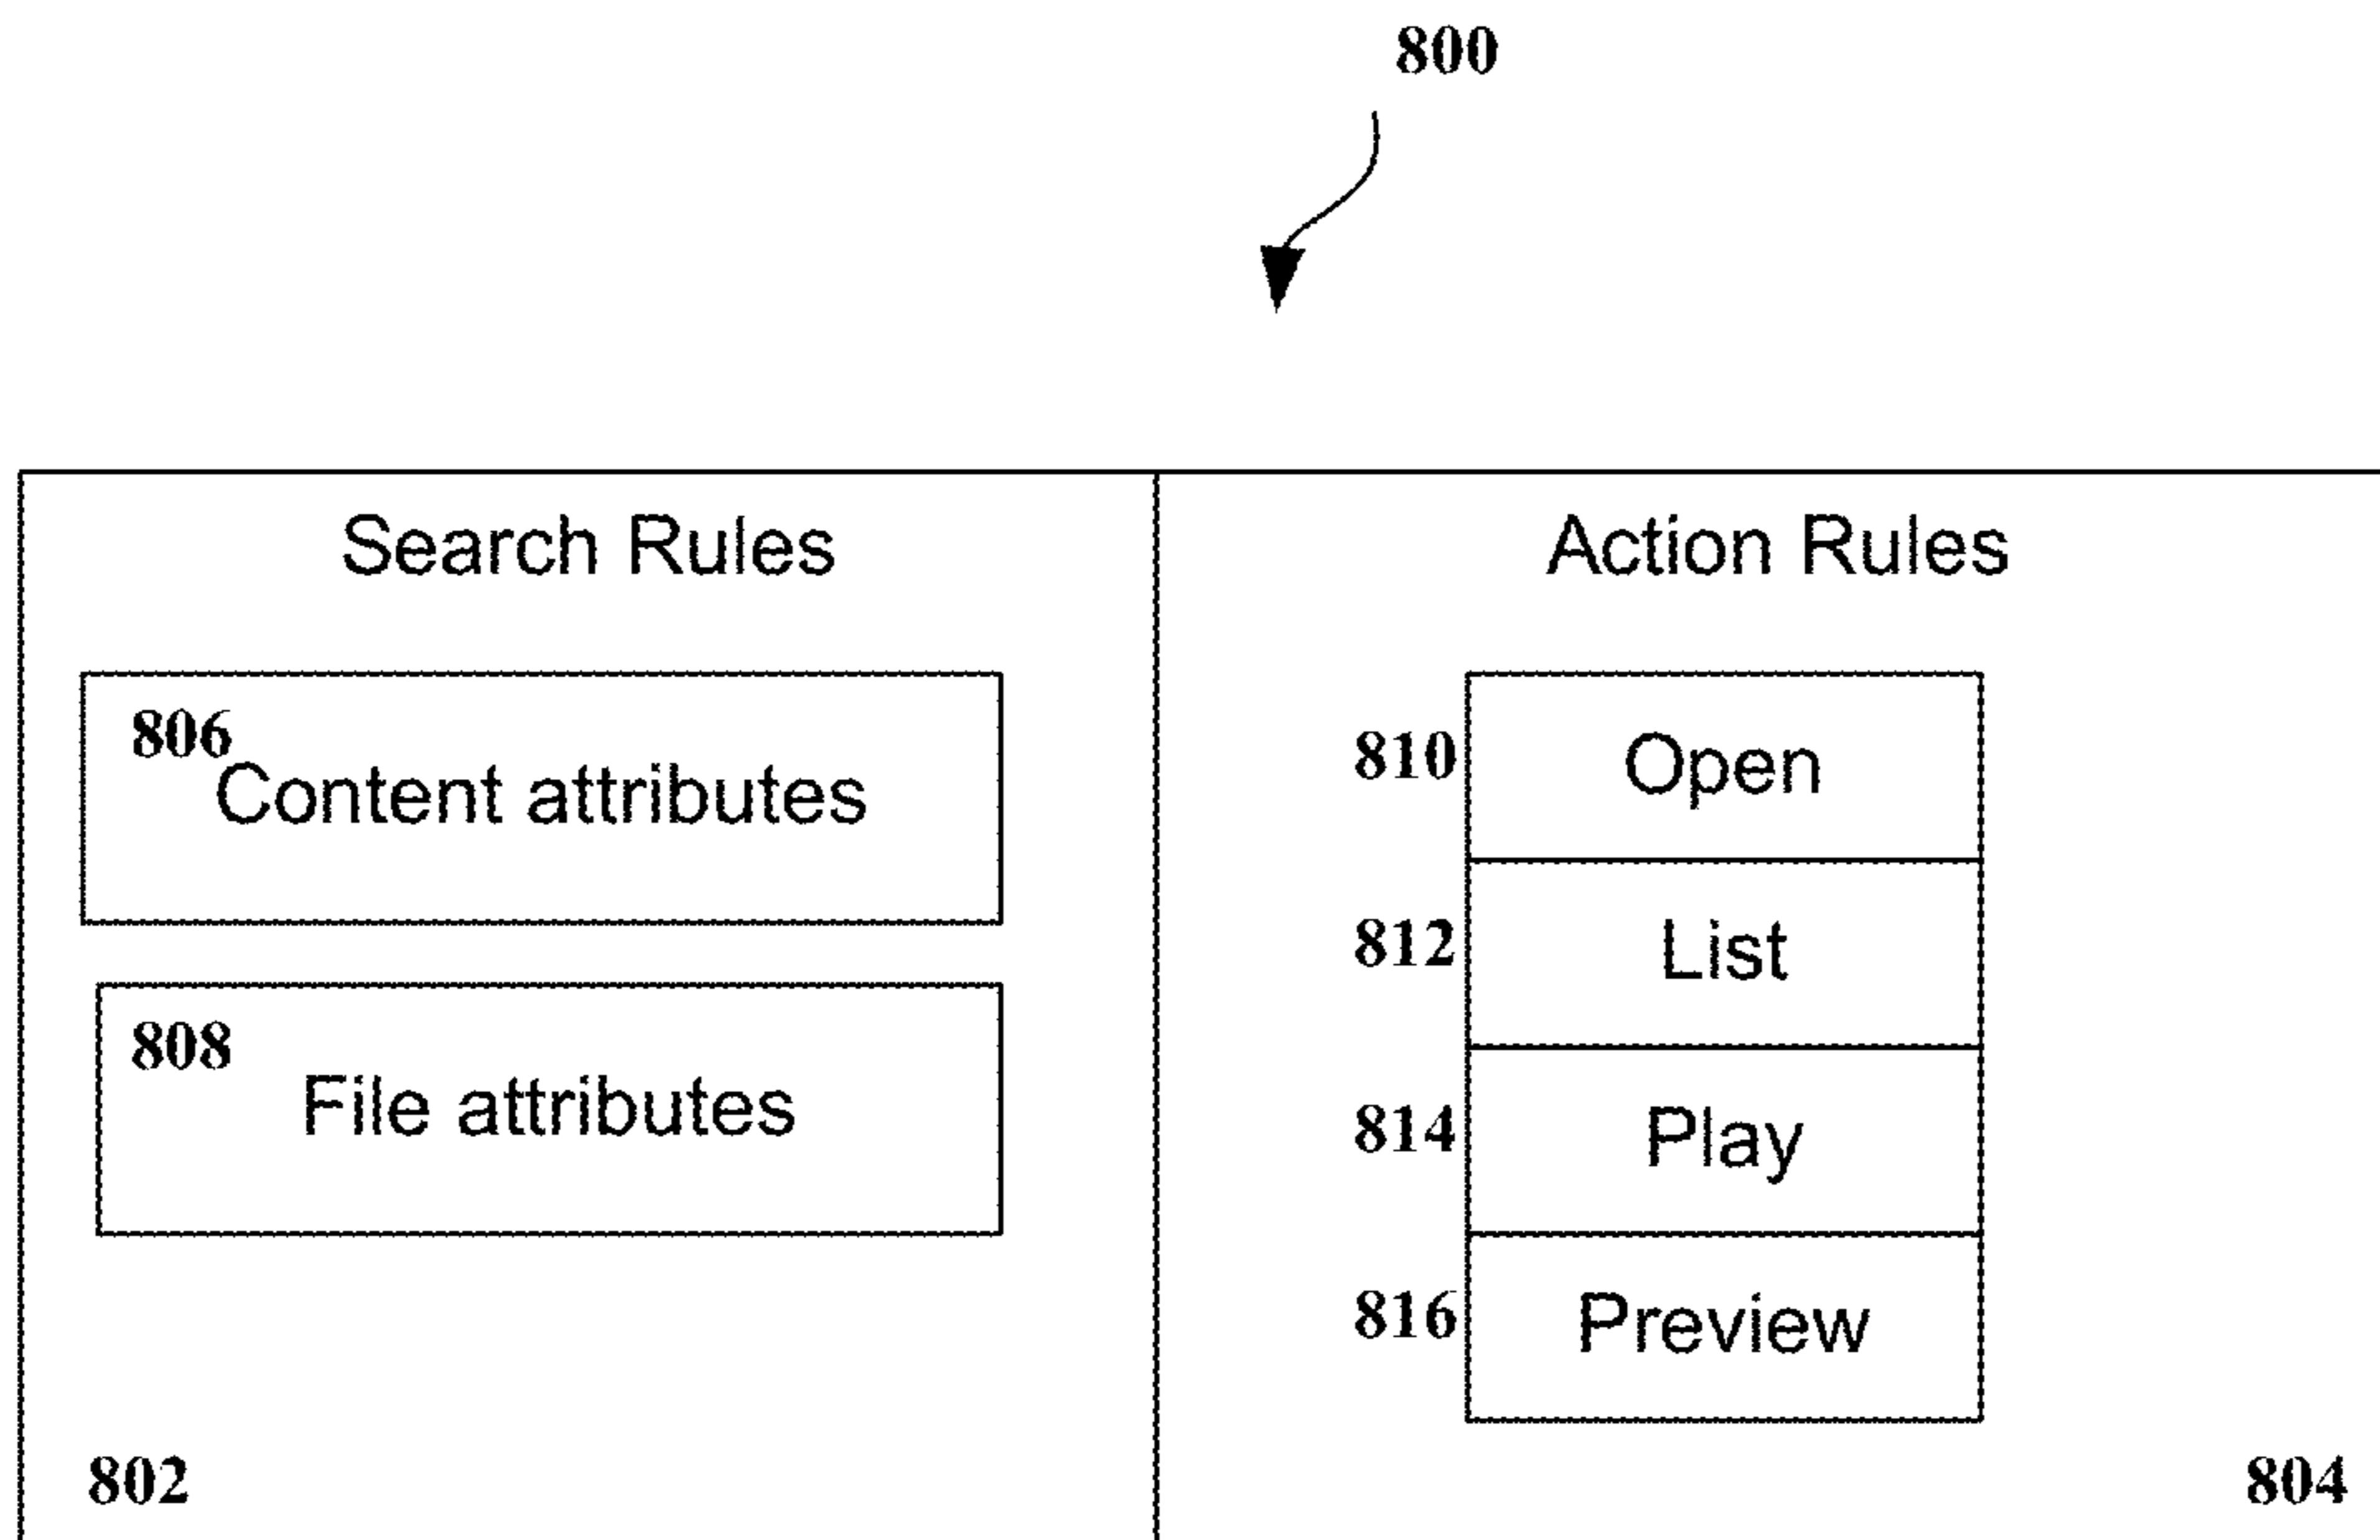 800
Search Rules
806
Content attributes
808
File attributes
802
Action Rules
810 Open
812 List
814 Play
816 Preview
804